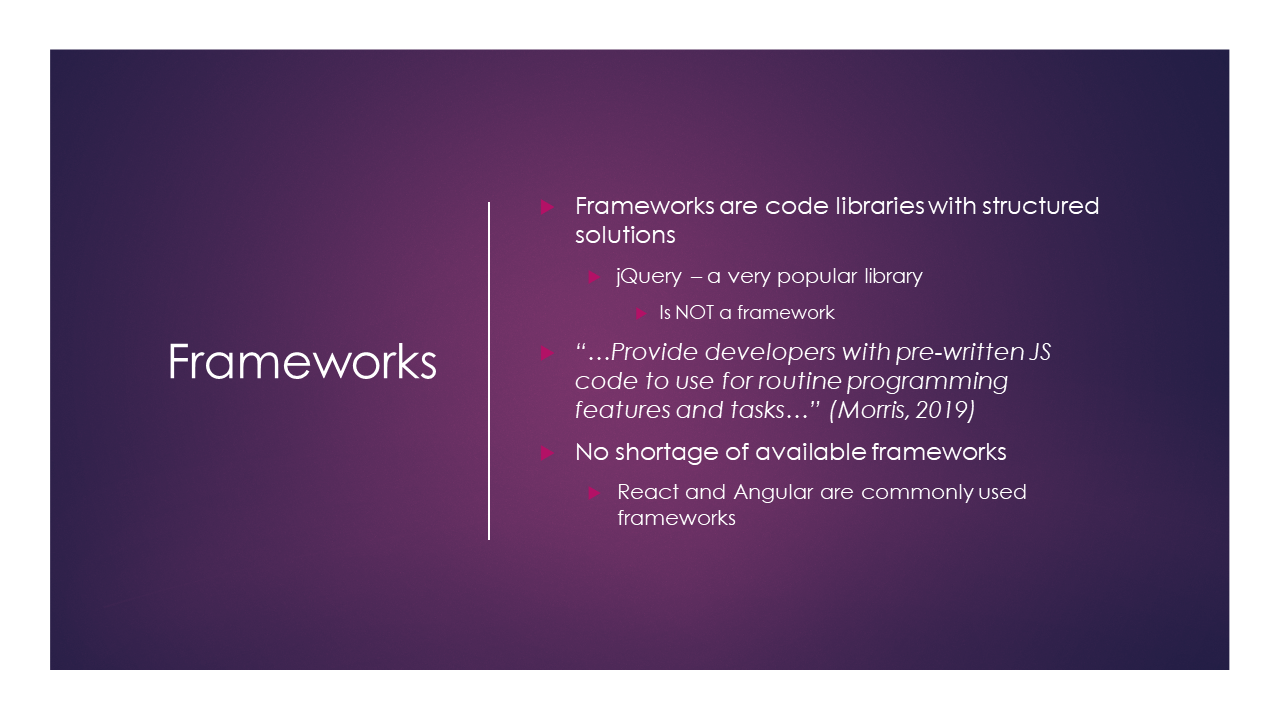 Frameworks
Frameworks are code libraries with structured
solutions
jQuery – a very popular library
Is NOT a framework
“…Provide developers with pre-written JS
code to use for routine programming
features and tasks…” (Morris, 2019)
No shortage of available frameworks
React and Angular are commonly used
frameworks